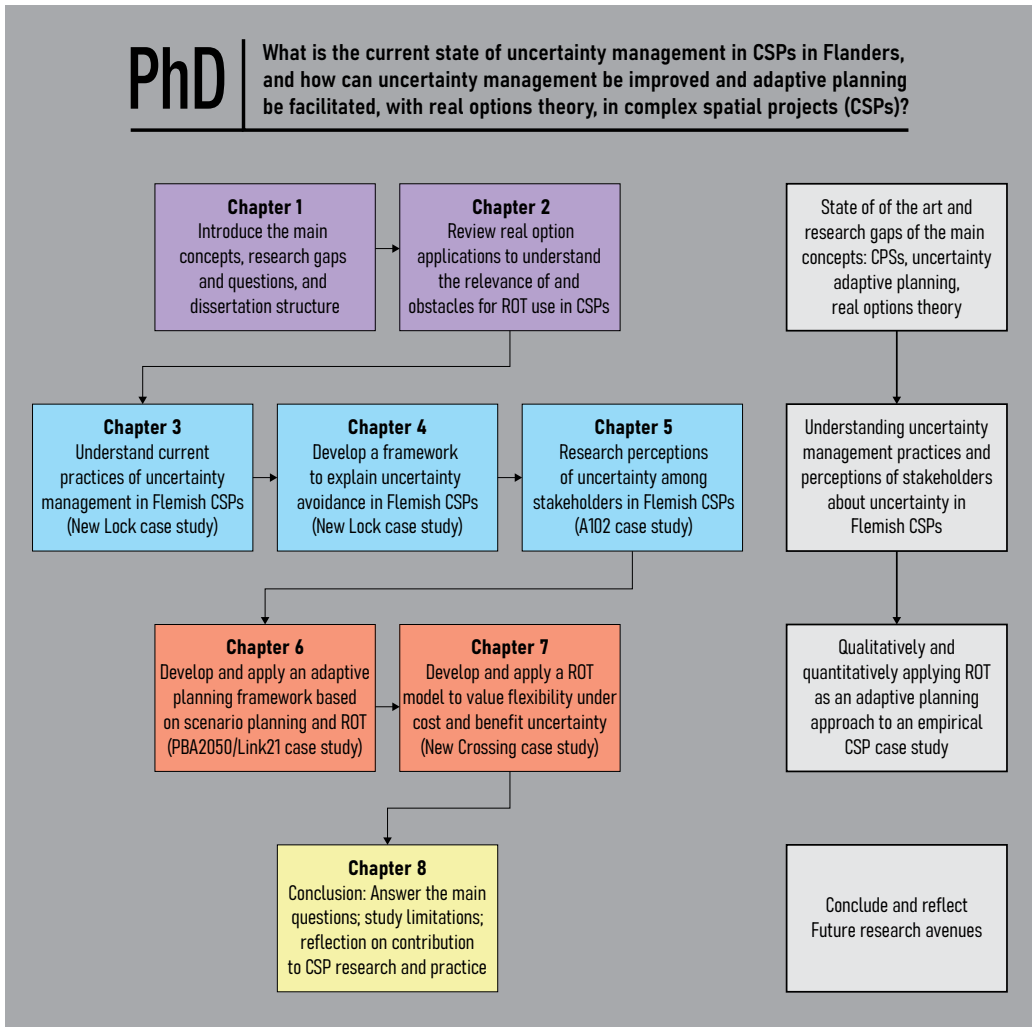 PhD
What is the current state of uncertainty management in CSPs in Flanders,
and how can uncertainty management be improved and adaptive planning
be facilitated, with real options theory, in complex spatial projects (CSPs)?
Chapter 1
Introduce the main
concepts, research gaps
and questions, and
dissertation structure
Chapter 2
Review real option
applications to understand
the relevance of and
obstacles for ROT use in CSPs
State of of the art and
research gaps of the main
concepts: CPSs, uncertainty
adaptive planning,
real options theory
Chapter 3
Understand current
practices of uncertainty
management in Flemish CSPs
(New Lock case study)
Chapter 4
Develop a framework
to explain uncertainty
avoidance in Flemish CSPs
(New Lock case study)
Chapter 5
Research perceptions
of uncertainty among
stakeholders in Flemish CSPs
(A102 case study)
Understanding uncertainty
management practices and
perceptions of stakeholders
about uncertainty in
Flemish CSPs
Chapter 6
Develop and apply an adaptive
planning framework based
on scenario planning and ROT
(PBA2050/Link21 case study)
Chapter 7
Develop and apply a ROT
model to value flexibility under
cost and benefit uncertainty
(New Crossing case study)
Qualitatively and
quantitatively applying ROT
as an adaptive planning
approach to an empirical
CSP case study
Chapter 8
Conclusion: Answer the main
questions; study limitations;
reflection on contribution
to CSP research and practice
Conclude and reflect
Future research avenues